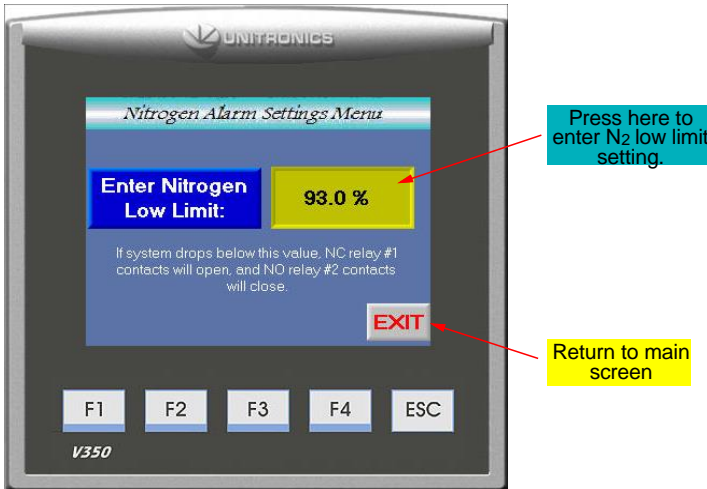 UNITRONICS
Nitrogen Alarm Settings Menu
Enter Nitrogen
Low Limit:
93.0 %
If system drops below this value, NC relay #1
contacts will open, and NO relay #2 contacts
will close.
EXIT
F1 F2 F3 F4 ESC
V350
Press here to
enter N2 low limit
setting.
Return to main
screen